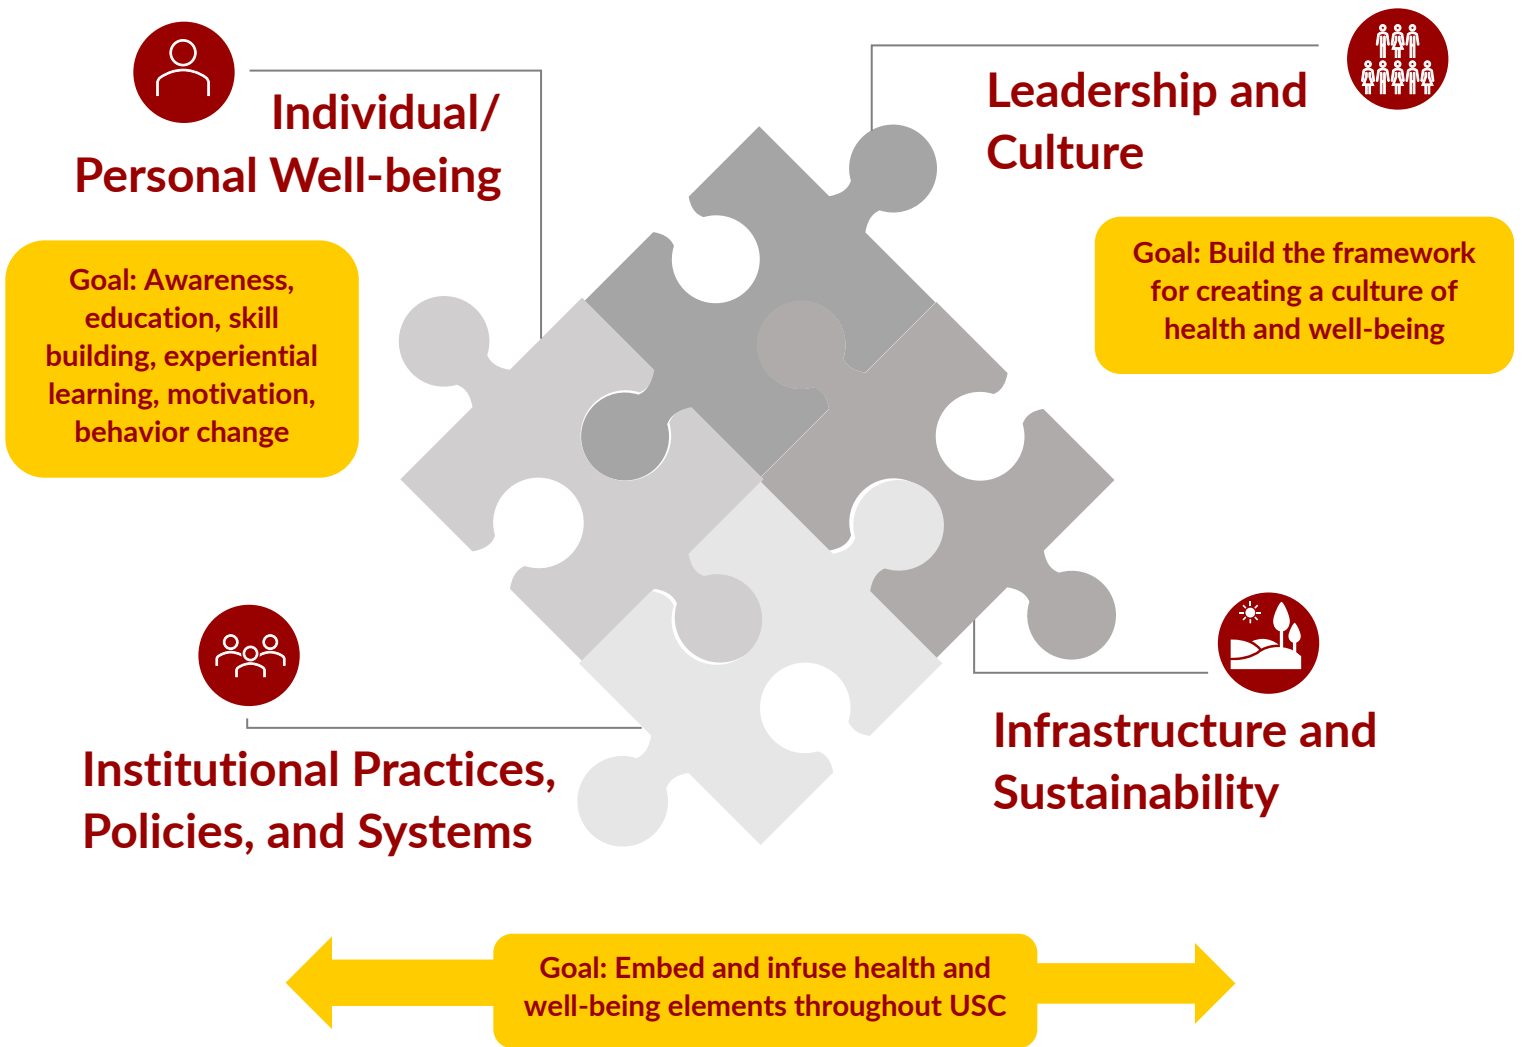 Individual/
Personal Well-being
Goal: Awareness,
education, skill
building, experiential
learning, motivation,
behavior change
Leadership and
Culture
Goal: Build the framework
for creating a culture of
health and well-being
Institutional Practices,
Policies, and Systems
Infrastructure and
Sustainability
Goal: Embed and infuse health and
well-being elements throughout USC